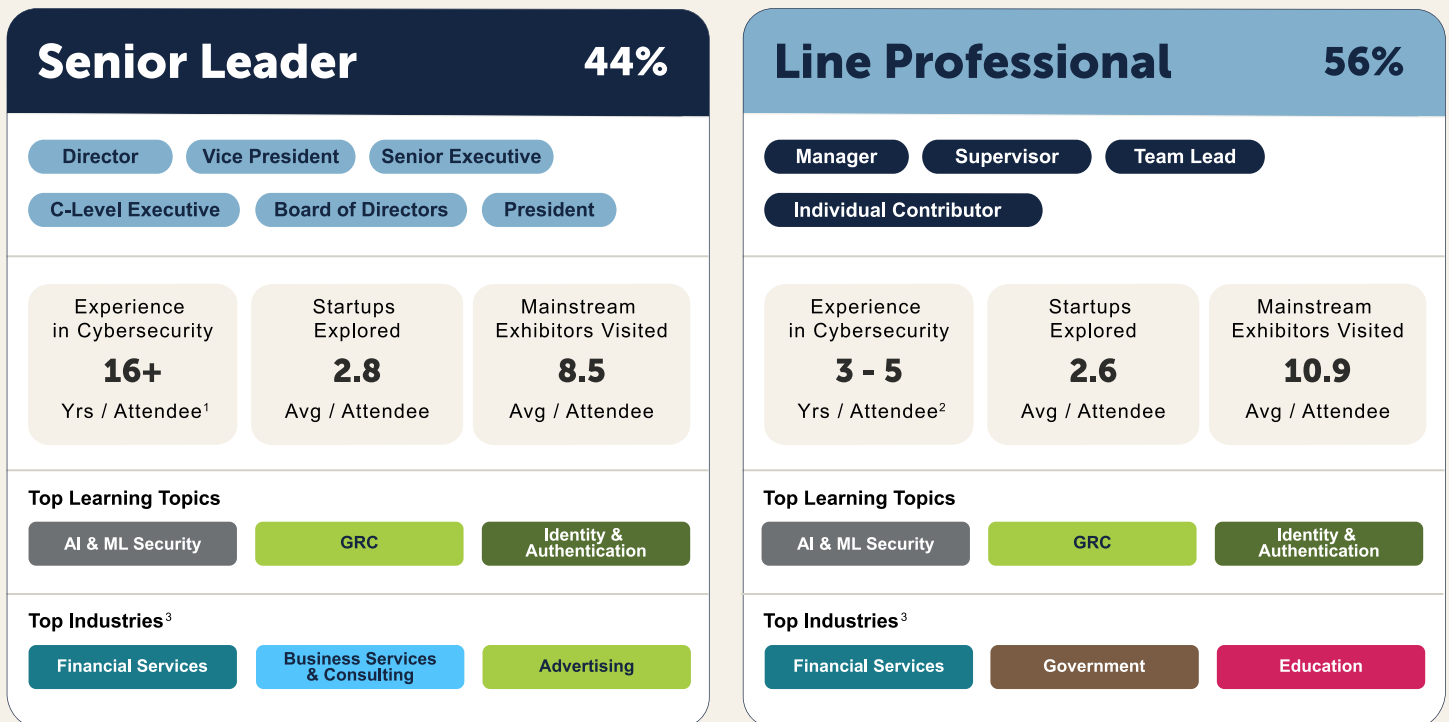 Senior Leader 44%
Director Vice President Senior Executive
C-Level Executive Board of Directors President
Experience
in Cybersecurity
16+
Yrs / Attendee¹
Startups
Explored
2.8
Avg / Attendee
Mainstream
Exhibitors Visited
8.5
Avg / Attendee
Top Learning Topics
AI & ML Security
GRC
Identity &
Authentication
Top Industries³
Financial Services
Business Services
& Consulting
Advertising
Line Professional 56%
Manager Supervisor Team Lead
Individual Contributor
Experience
in Cybersecurity
3 - 5
Yrs / Attendee²
Startups
Explored
2.6
Avg / Attendee
Mainstream
Exhibitors Visited
10.9
Avg / Attendee
Top Learning Topics
AI & ML Security
GRC
Identity &
Authentication
Top Industries³
Financial Services
Government
Education